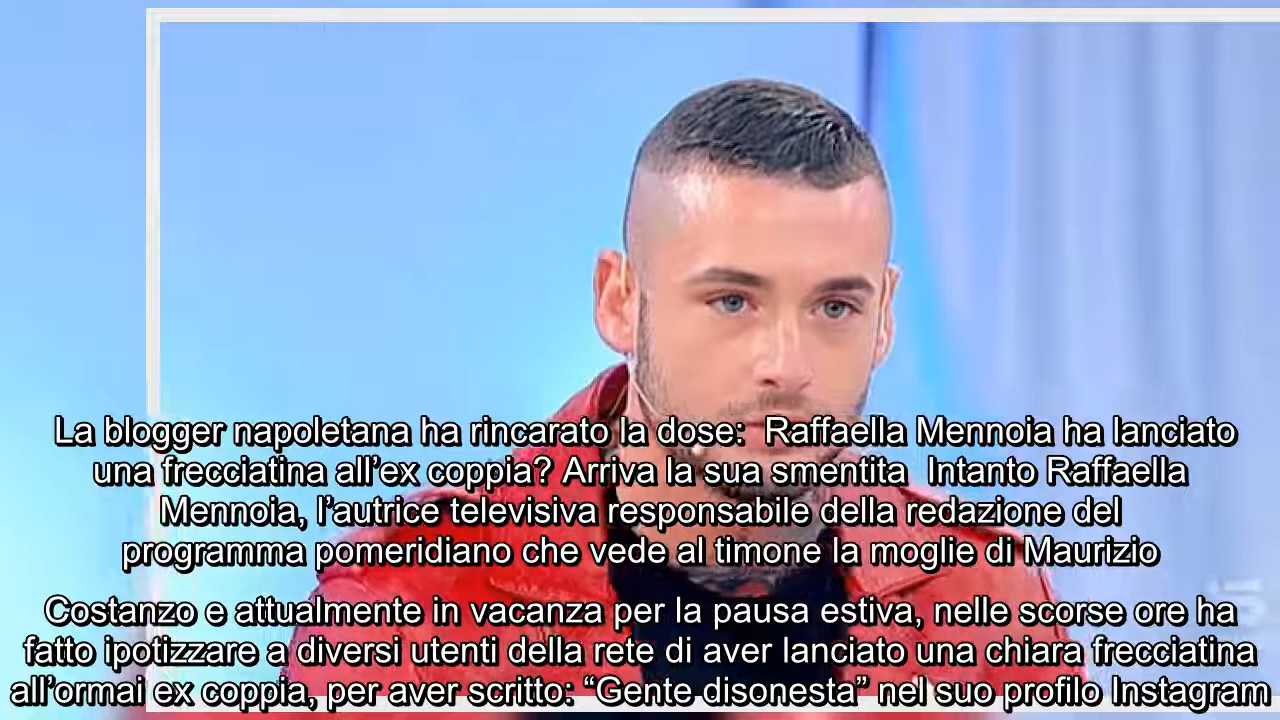 La blogger napoletana ha rincarato la dose:  Raffaella Mennoia ha lanciato
una frecciatina all’ex coppia? Arriva la sua smentita  Intanto Raffaella
Mennoia, l’autrice televisiva responsabile della redazione del
programma pomeridiano che vede al timone la moglie di Maurizio
Costanzo e attualmente in vacanza per la pausa estiva, nelle scorse ore ha
fatto ipotizzare a diversi utenti della rete di aver lanciato una chiara frecciatina
all’ormai ex coppia, per aver scritto: “Gente disonesta” nel suo profilo Instagram